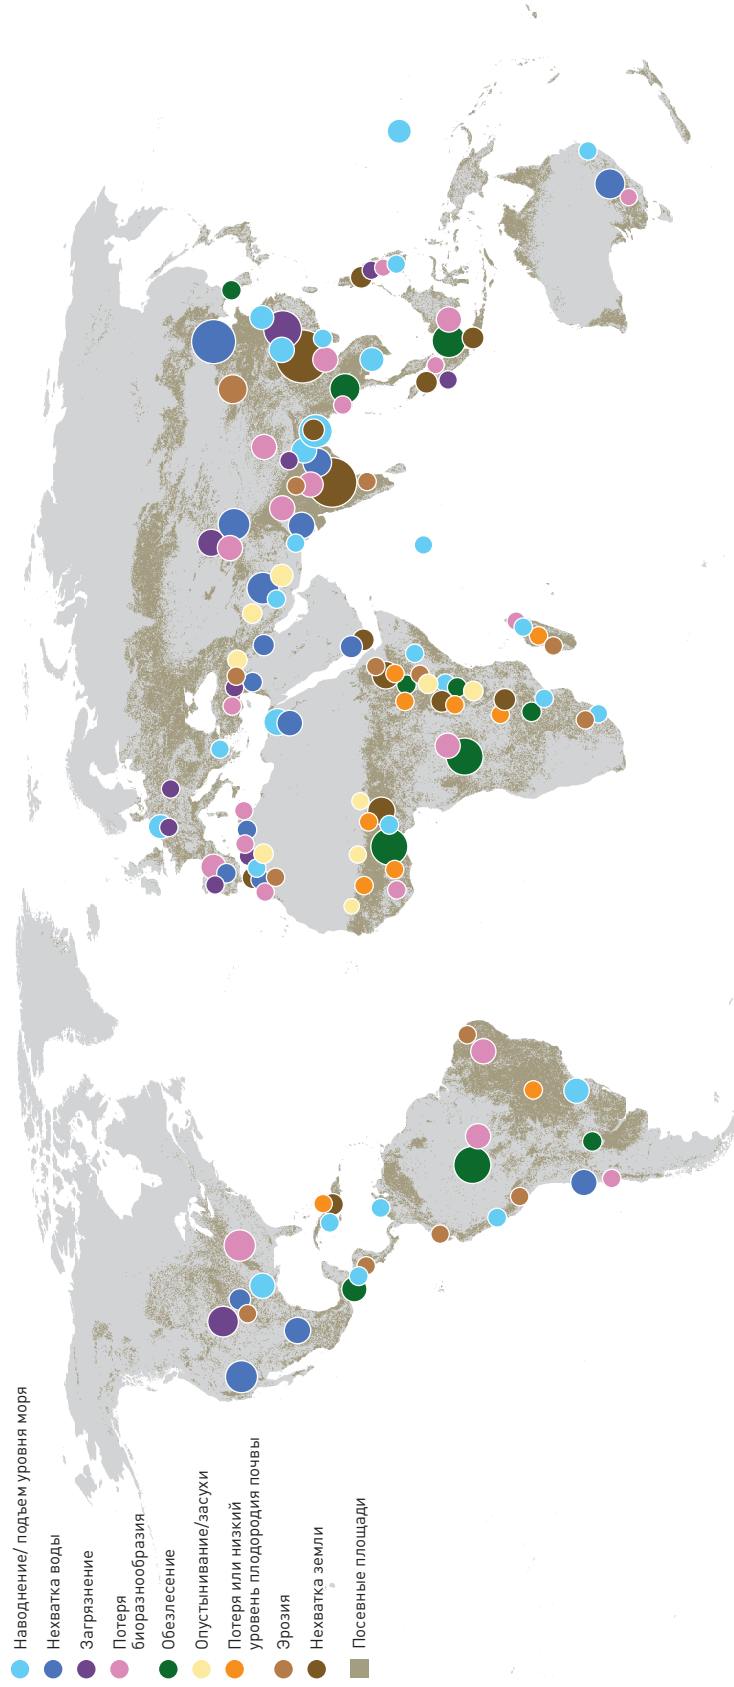 Наводнение/ подъем уровня моря
Нехватка воды
Загрязнение
Потеря
биоразнообразия
Обезлесение
Опустынивание/засухи
Потеря или низкий
уровень плодородия почвы
Эрозия
Нехватка земли
Посевные площади